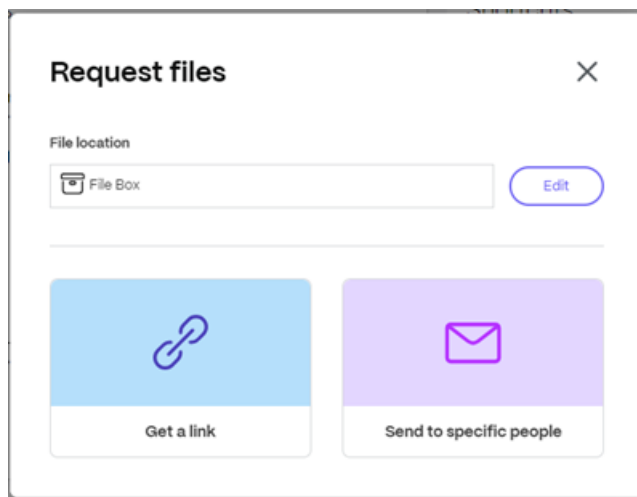 Request files
File location
File Box
Edit
Get a link
Send to specific people